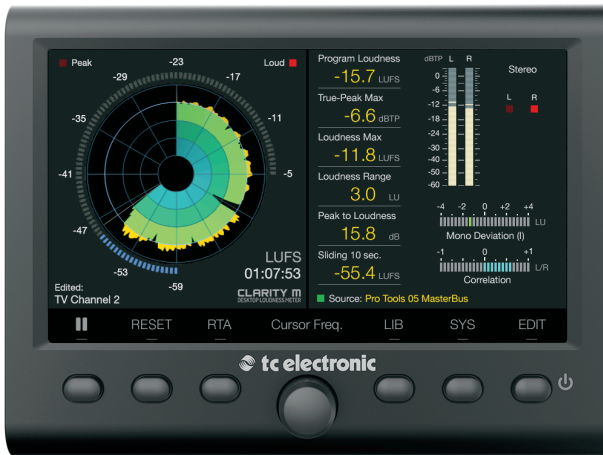 Peak
Loud
-23
-29
-17
-35
-11
-41
-5
-47
-53
-59
LUFS
01:07:53
Edited:
TV Channel 2
CLARITY M
DESKTOP LOUDNESS METER
Program Loudness
-15.7 LUFS
True-Peak Max
-6.6 dBTP
Loudness Max
-11.8 LUFS
Loudness Range
3.0 LU
Peak to Loudness
15.8 dB
Sliding 10 sec.
-55.4 LUFS
Source: Pro Tools 05 MasterBus
dBTP L R
0
-6
-12
-18
-24
-30
-40
-50
-60
Stereo
L R
-4 -2 0 +2 +4
LU
Mono Deviation (I)
-1 0 +1
L/R
Correlation
RESET RTA Cursor Freq. LIB SYS EDIT
tc electronic